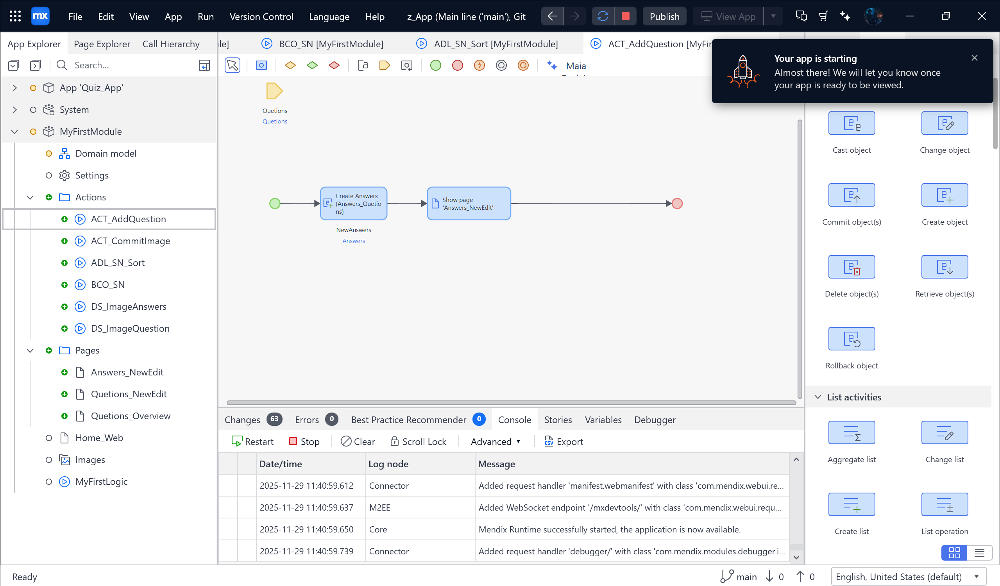 mx
File
Edit
View
App
Run
Version Control
Language
Help
z_App (Main line ('main'), Git
Publish
View App
App Explorer
Page Explorer
Call Hierarchy
le]
BCO_SN [MyFirstModule]
ADL_SN_Sort [MyFirstModule]
ACT_AddQuestion [MyFir
Search...
Maia
Your app is starting
Almost there! We will let you know once
your app is ready to be viewed.
App 'Quiz_App'
System
MyFirstModule
Domain model
Settings
Actions
ACT_AddQuestion
ACT_CommitImage
ADL_SN_Sort
BCO_SN
DS_ImageAnswers
DS_ImageQuestion
Pages
Answers_NewEdit
Quetions_NewEdit
Quetions_Overview
Home_Web
Images
MyFirstLogic
Quetions
Quetions
Create Answers
(Answers_Quetio
ns)
NewAnswers
Answers
Show page
'Answers_NewEdit'
Cast object
Change object
Commit object(s)
Create object
Delete object(s)
Retrieve object(s)
Rollback object
List activities
Aggregate list
Change list
Create list
List operation
Changes 63
Errors 0
Best Practice Recommender 0
Console
Stories
Variables
Debugger
Restart
Stop
Clear
Scroll Lock
Advanced
CSV Export
Date/time Log node Message
2025-11-29 11:40:59.612 Connector Added request handler 'manifest.webmanifest' with class 'com.mendix.webui.re...
2025-11-29 11:40:59.637 M2EE Added WebSocket endpoint '/mxdevtools/' with class 'com.mendix.webui.requ...
2025-11-29 11:40:59.650 Core Mendix Runtime successfully started, the application is now available.
2025-11-29 11:40:59.739 Connector Added request handler 'debugger/' with class 'com.mendix.modules.debugger.i...
Ready
main
0
0
English, United States (default)